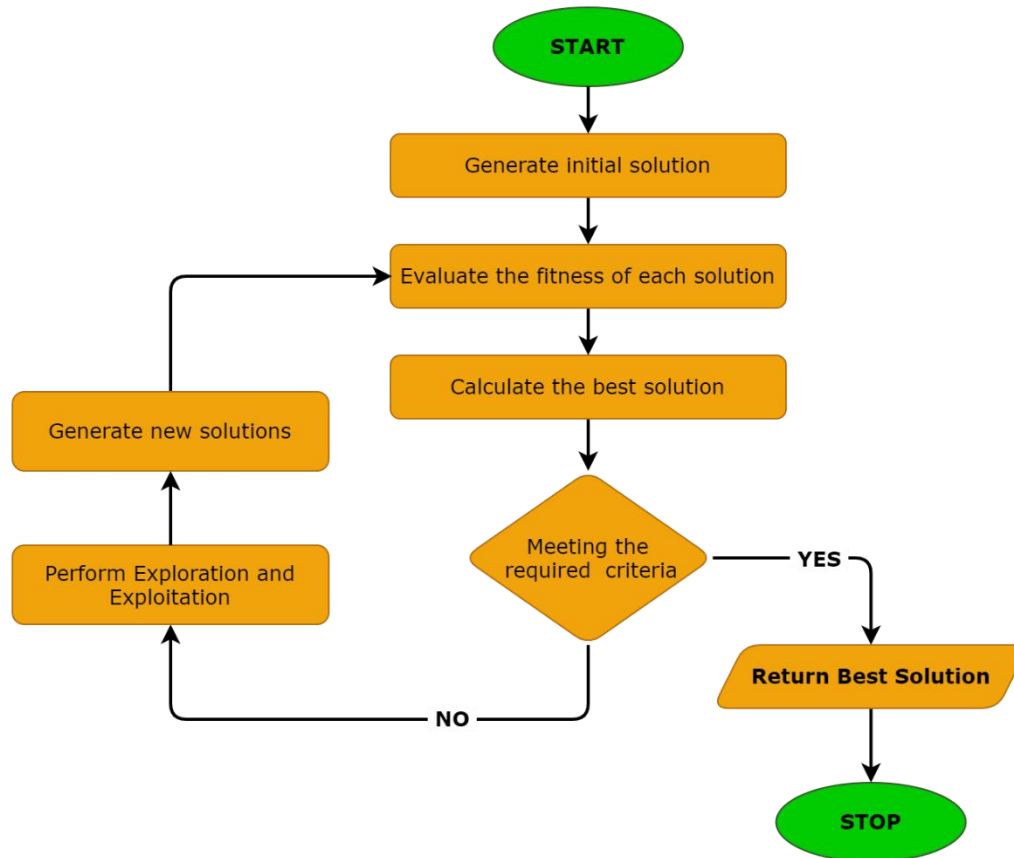 START
Generate initial solution
Evaluate the fitness of each solution
Calculate the best solution
Generate new solutions
Meeting the
required criteria
YES
Perform Exploration and
Exploitation
Return Best Solution
NO
STOP